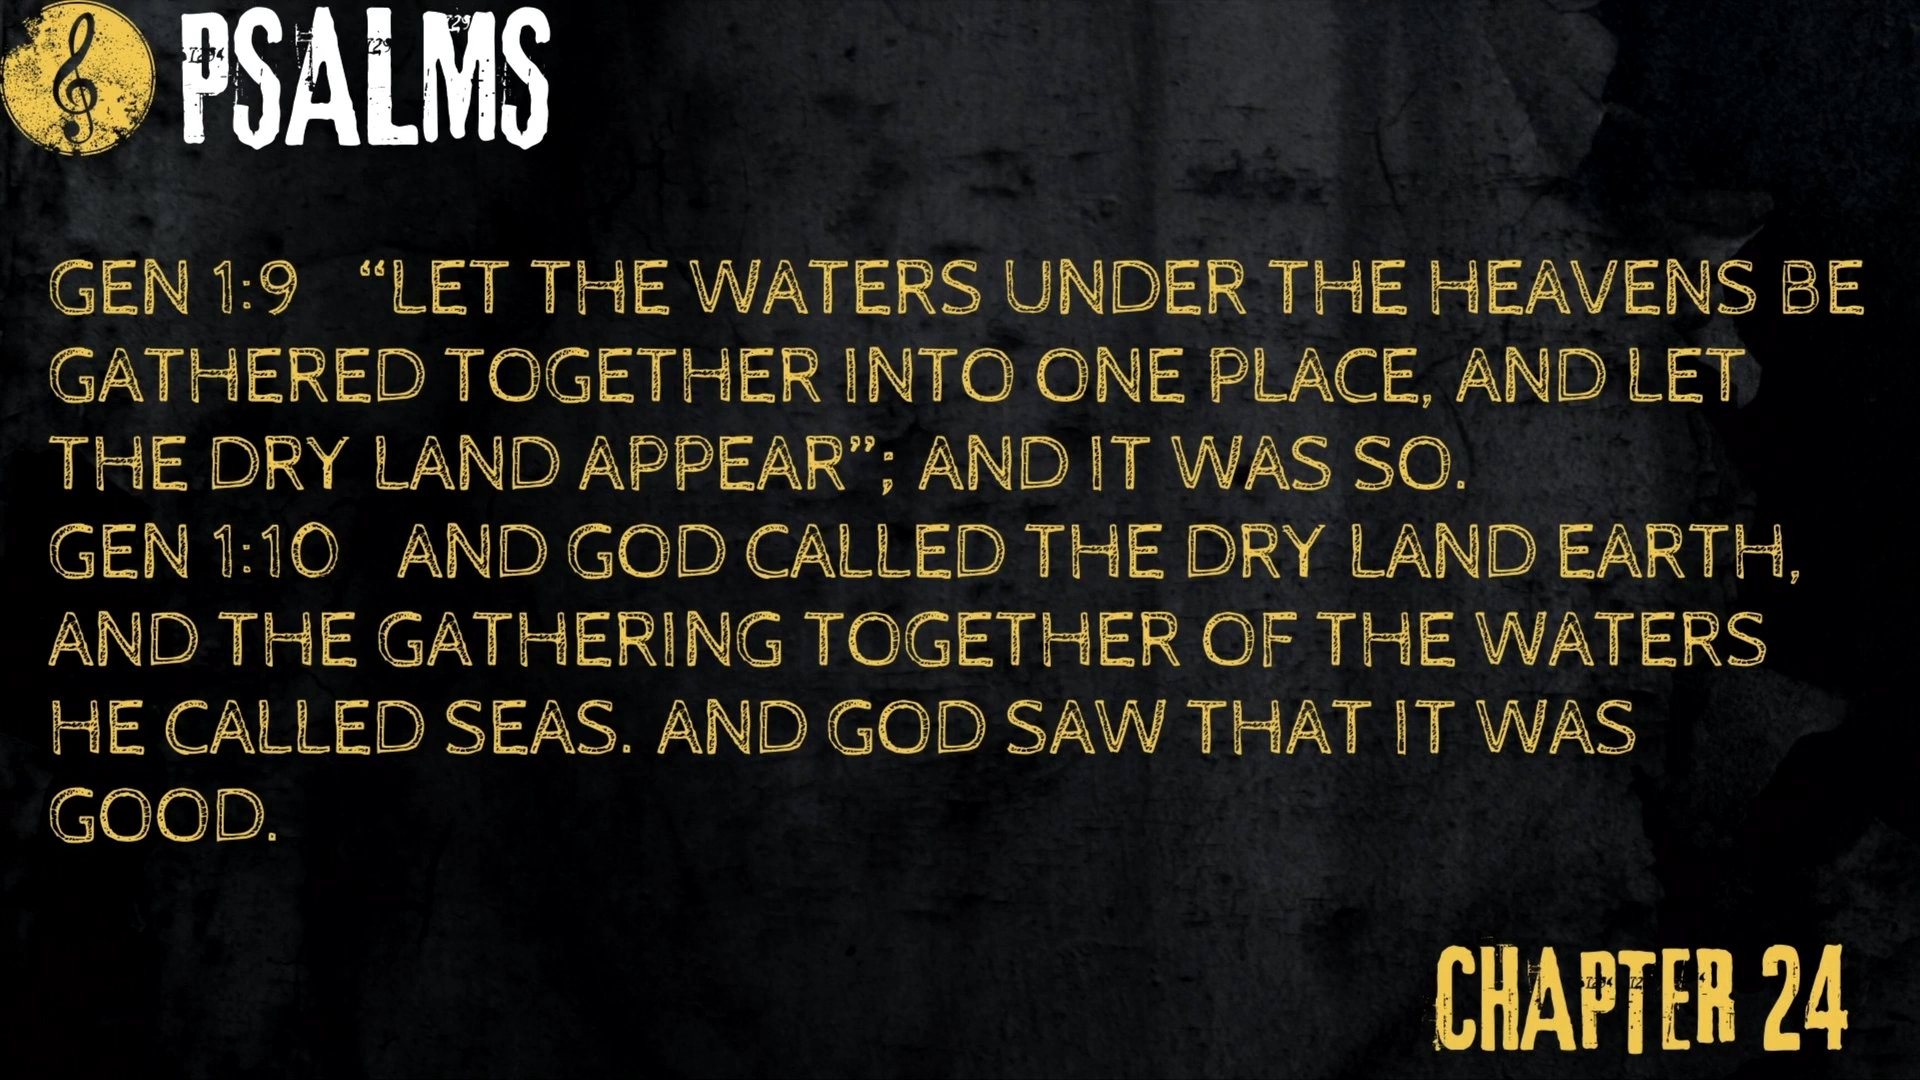 PSALMS
GEN 1:9 “LET THE WATERS UNDER THE HEAVENS BE
GATHERED TOGETHER INTO ONE PLACE, AND LET
THE DRY LAND APPEAR”; AND IT WAS SO.
GEN 1:10 AND GOD CALLED THE DRY LAND EARTH,
AND THE GATHERING TOGETHER OF THE WATERS
HE CALLED SEAS. AND GOD SAW THAT IT WAS
GOOD.
CHAPTER 24